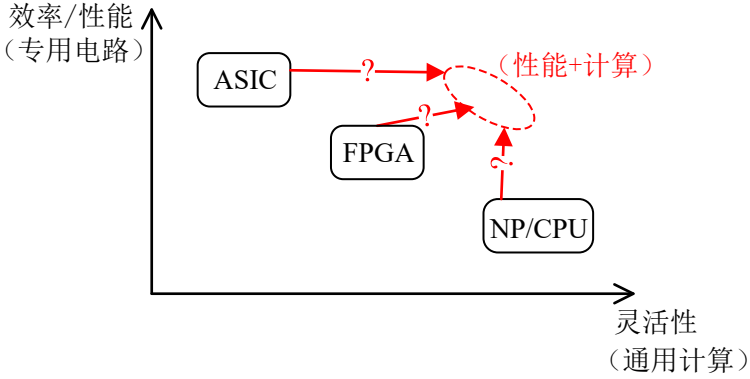 效率/性能
（专用电路）
ASIC
?
（性能+计算）
?
FPGA
?
NP/CPU
灵活性
（通用计算）